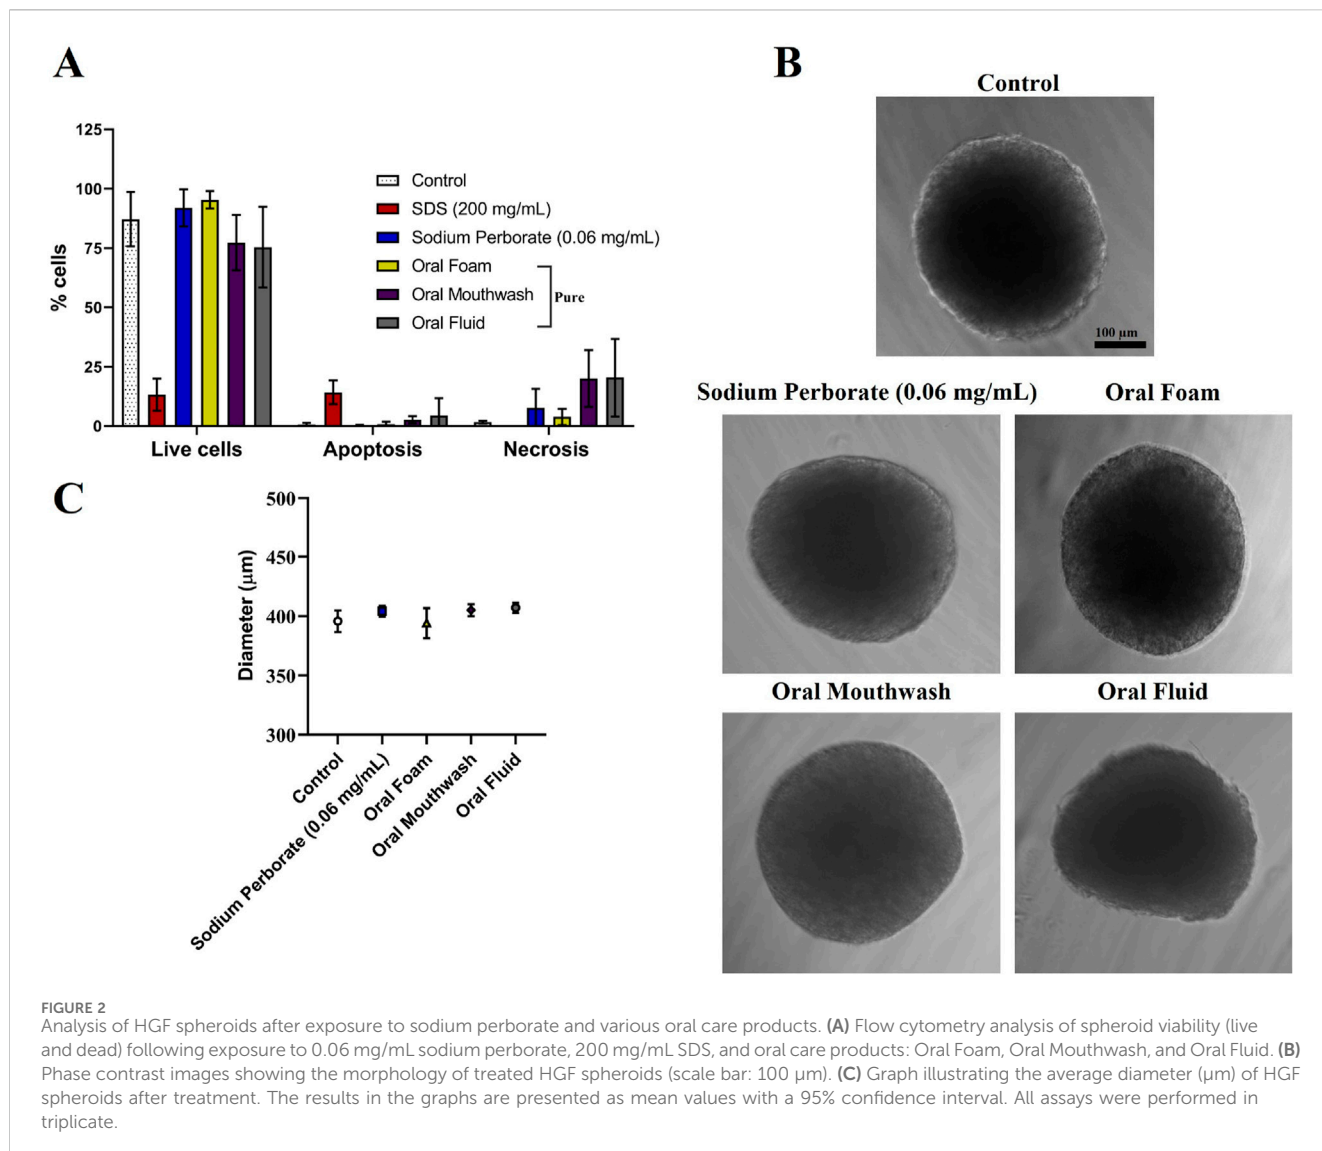 A
125
100
75
50
25
0
% cells
Control
SDS (200 mg/mL)
Sodium Perborate (0.06 mg/mL)
Oral Foam
Oral Mouthwash
Oral Fluid
Pure
Live cells
Apoptosis
Necrosis
B
Control
100 µm
Sodium Perborate (0.06 mg/mL)
Oral Foam
Oral Mouthwash
Oral Fluid
C
500
450
400
350
300
Diameter (µm)
Control
Sodium Perborate (0.06 mg/mL)
Oral Foam
Oral Mouthwash
Oral Fluid
FIGURE 2
Analysis of HGF spheroids after exposure to sodium perborate and various oral care products. (A) Flow cytometry analysis of spheroid viability (live
and dead) following exposure to 0.06 mg/mL sodium perborate, 200 mg/mL SDS, and oral care products: Oral Foam, Oral Mouthwash, and Oral Fluid. (B)
Phase contrast images showing the morphology of treated HGF spheroids (scale bar: 100 µm). (C) Graph illustrating the average diameter (µm) of HGF
spheroids after treatment. The results in the graphs are presented as mean values with a 95% confidence interval. All assays were performed in
triplicate.